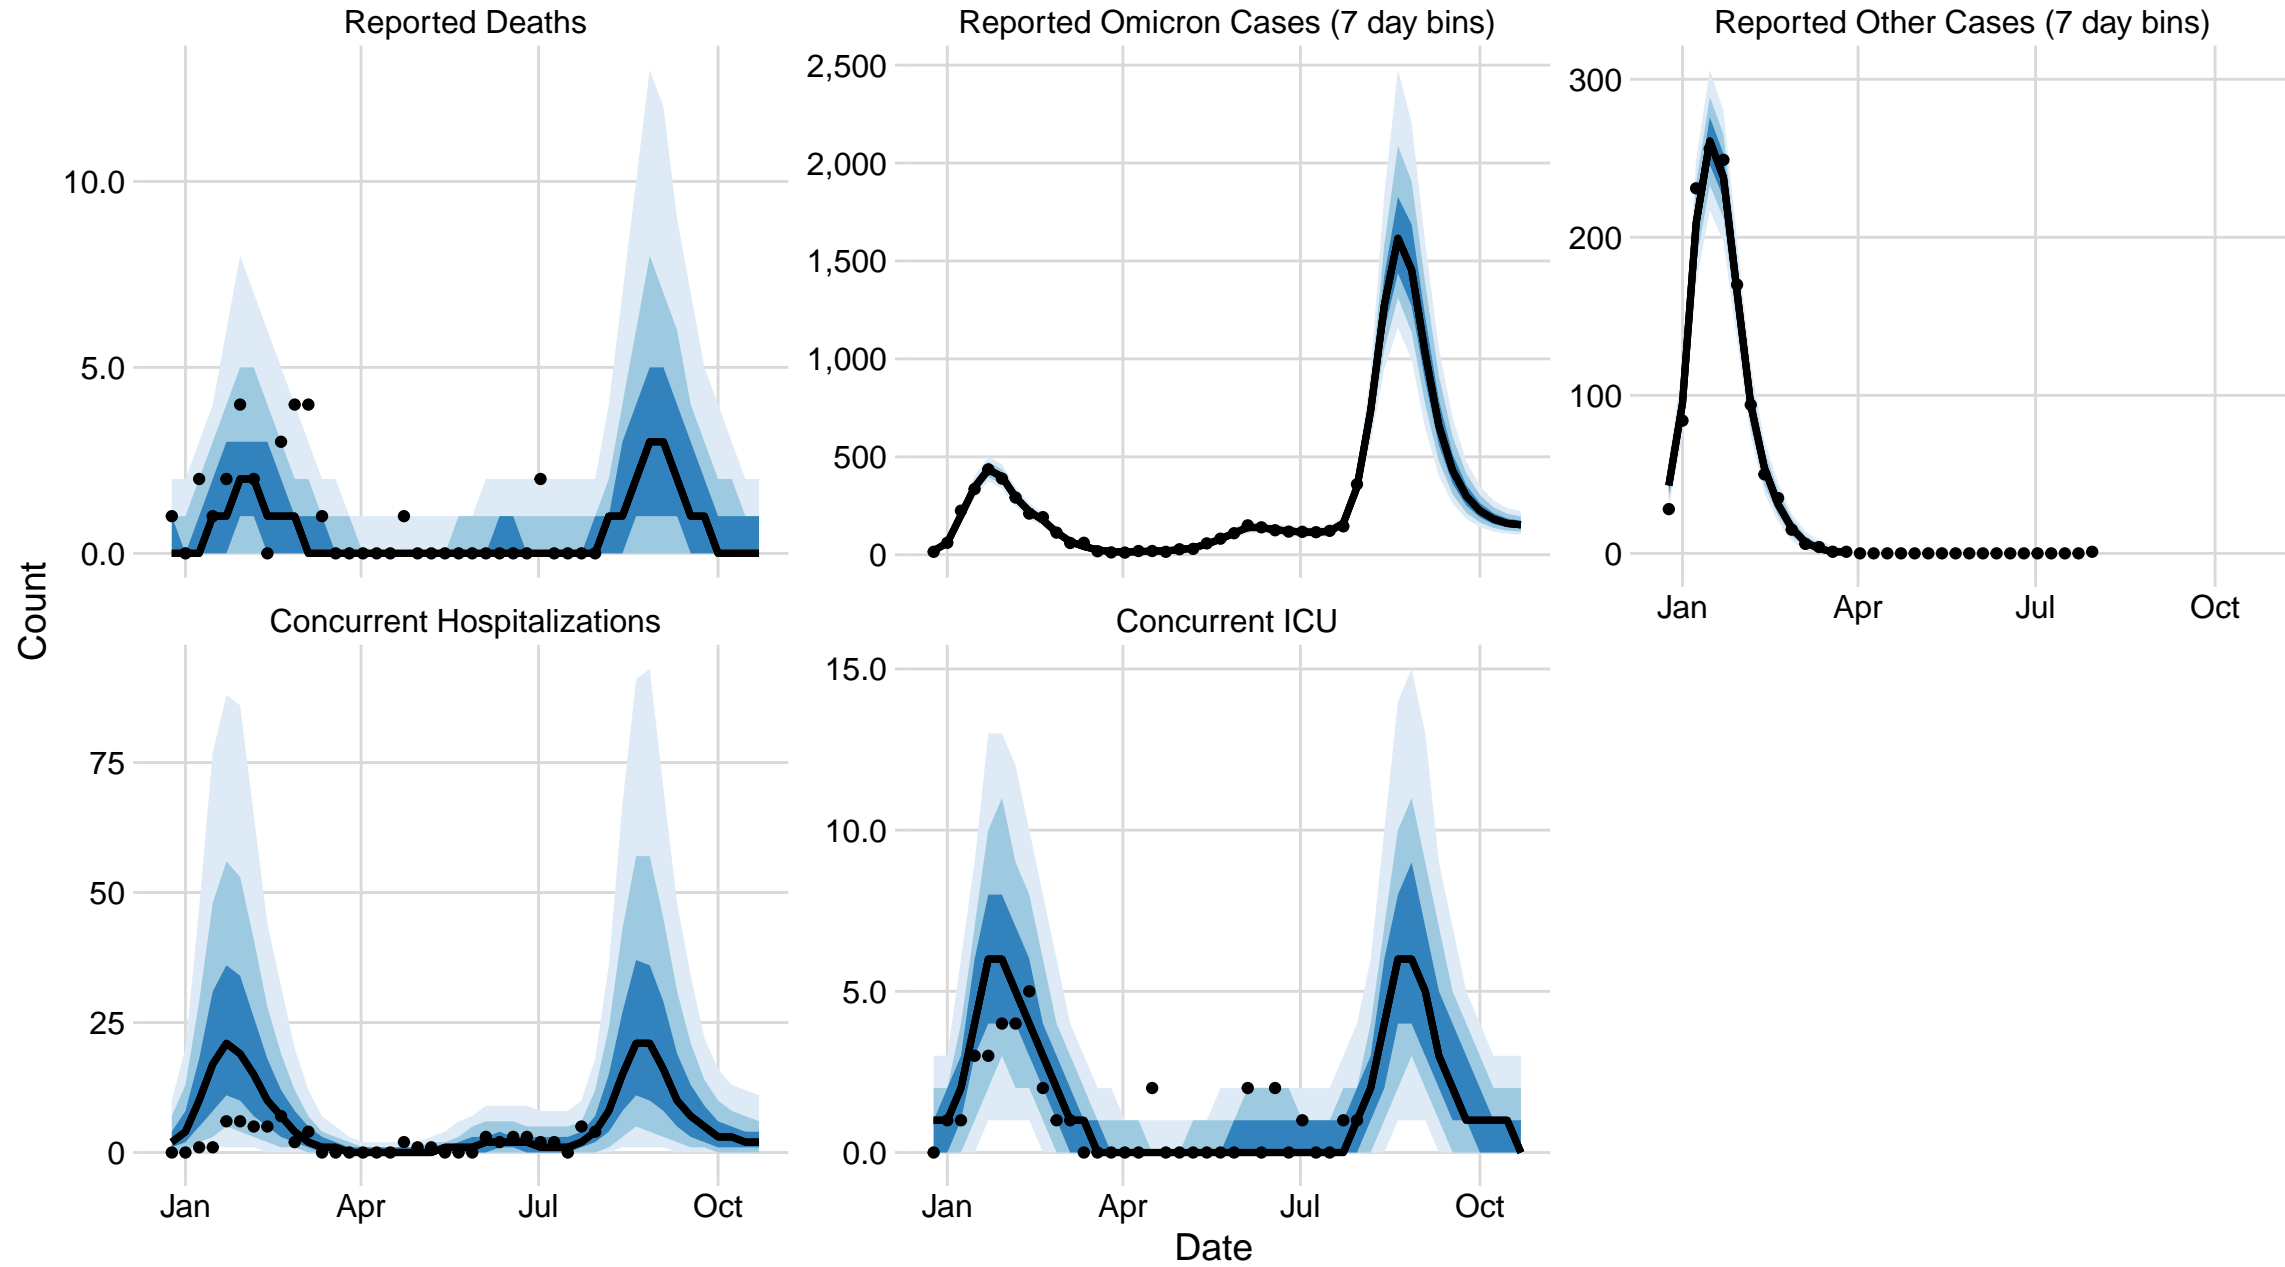 Reported Deaths
Reported Omicron Cases (7 day bins)
Reported Other Cases (7 day bins)
10.0
5.0
0.0
2,500
2,000
1,500
1,000
500
0
300
200
100
0
Jan
Apr
Jul
Oct
Count
Concurrent Hospitalizations
Concurrent ICU
75
50
25
0
15.0
10.0
5.0
0.0
Jan
Apr
Jul
Oct
Jan
Apr
Jul
Oct
Date